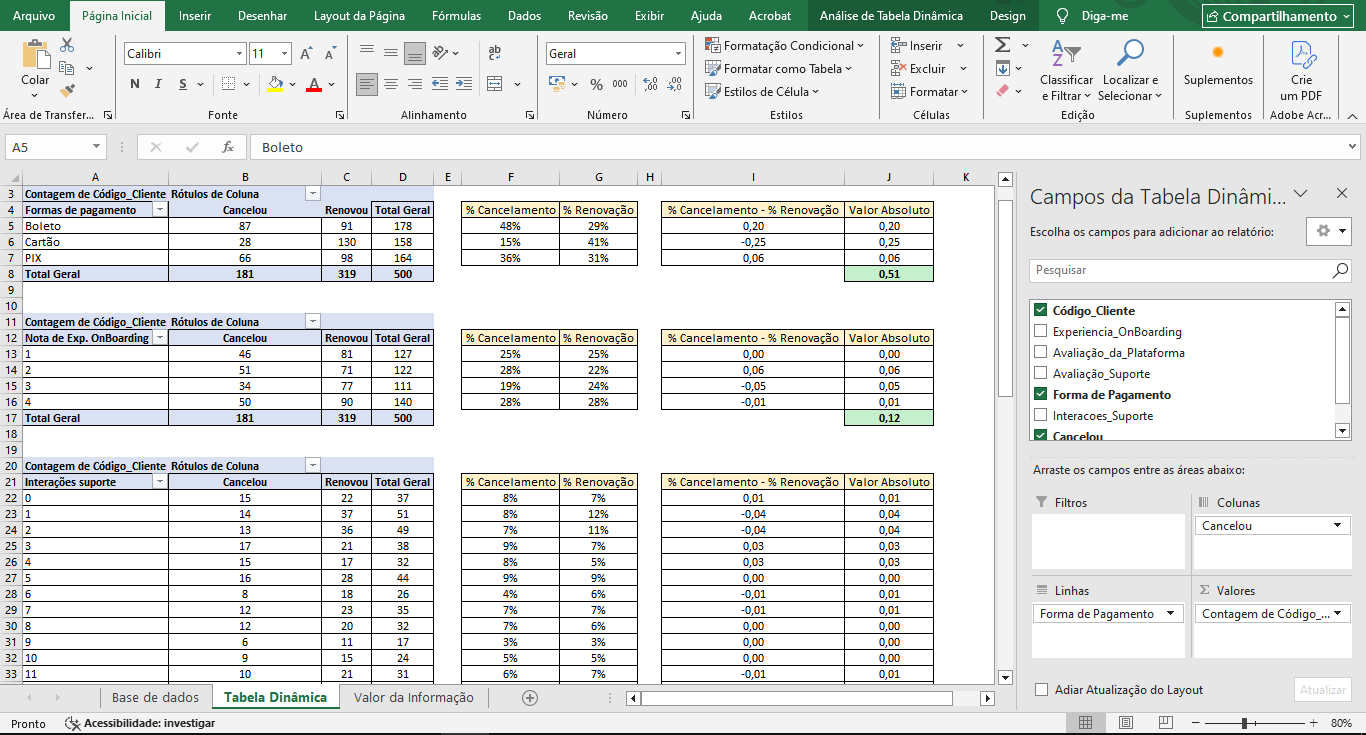 Arquivo Página Inicial Inserir Desenhar Layout da Página Fórmulas Dados Revisão Exibir Ajuda Acrobat Análise de Tabela Dinâmica Design Diga-me Compartilhamento
Colar
Área de Transfer...
Calibri 11
N I S
Fonte
ab
Alinhamento
Geral
% 000
Número
Formatação Condicional
Formatar como Tabela
Estilos de Célula
Estilos
Inserir
Excluir
Formatar
Células
Classificar e Filtrar
Localizar e Selecionar
Edição
Suplementos
Suplementos
Crie um PDF
Adobe Acr...
A5 fx Boleto
A B C D E F G H I J K
3 Contagem de Código_Cliente Rótulos de Coluna
4 Formas de pagamento Cancelou Renovou Total Geral % Cancelamento % Renovação % Cancelamento - % Renovação Valor Absoluto
5 Boleto 87 91 178 48% 29% 0,20 0,20
6 Cartão 28 130 158 15% 41% -0,25 0,25
7 PIX 66 98 164 36% 31% 0,06 0,06
8 Total Geral 181 319 500 0,51
9
10
11 Contagem de Código_Cliente Rótulos de Coluna
12 Nota de Exp. OnBoarding Cancelou Renovou Total Geral % Cancelamento % Renovação % Cancelamento - % Renovação Valor Absoluto
13 1 46 81 127 25% 25% 0,00 0,00
14 2 51 71 122 28% 22% 0,06 0,06
15 3 34 77 111 19% 24% -0,05 0,05
16 4 50 90 140 28% 28% -0,01 0,01
17 Total Geral 181 319 500 0,12
18
19
20 Contagem de Código_Cliente Rótulos de Coluna
21 Interações suporte Cancelou Renovou Total Geral % Cancelamento % Renovação % Cancelamento - % Renovação Valor Absoluto
22 0 15 22 37 8% 7% 0,01 0,01
23 1 14 37 51 8% 12% -0,04 0,04
24 2 13 36 49 7% 11% -0,04 0,04
25 3 17 21 38 9% 7% 0,03 0,03
26 4 15 17 32 8% 5% 0,03 0,03
27 5 16 28 44 9% 9% 0,00 0,00
28 6 8 18 26 4% 6% -0,01 0,01
29 7 12 23 35 7% 7% -0,01 0,01
30 8 12 20 32 7% 6% 0,00 0,00
31 9 6 11 17 3% 3% 0,00 0,00
32 10 9 15 24 5% 5% 0,00 0,00
33 11 10 21 31 6% 7% -0,01 0,01
Campos da Tabela Dinâmi...
Escolha os campos para adicionar ao relatório:
Pesquisar
Código_Cliente
Experiencia_OnBoarding
Avaliação_da_Plataforma
Avaliação_Suporte
Forma de Pagamento
Interacoes_Suporte
Cancelou
Arraste os campos entre as áreas abaixo:
Filtros
Colunas
Cancelou
Linhas
Forma de Pagamento
Σ Valores
Contagem de Código_...
Adiar Atualização do Layout Atualizar
Base de dados Tabela Dinâmica Valor da Informação
Pronto Acessibilidade: investigar 80%